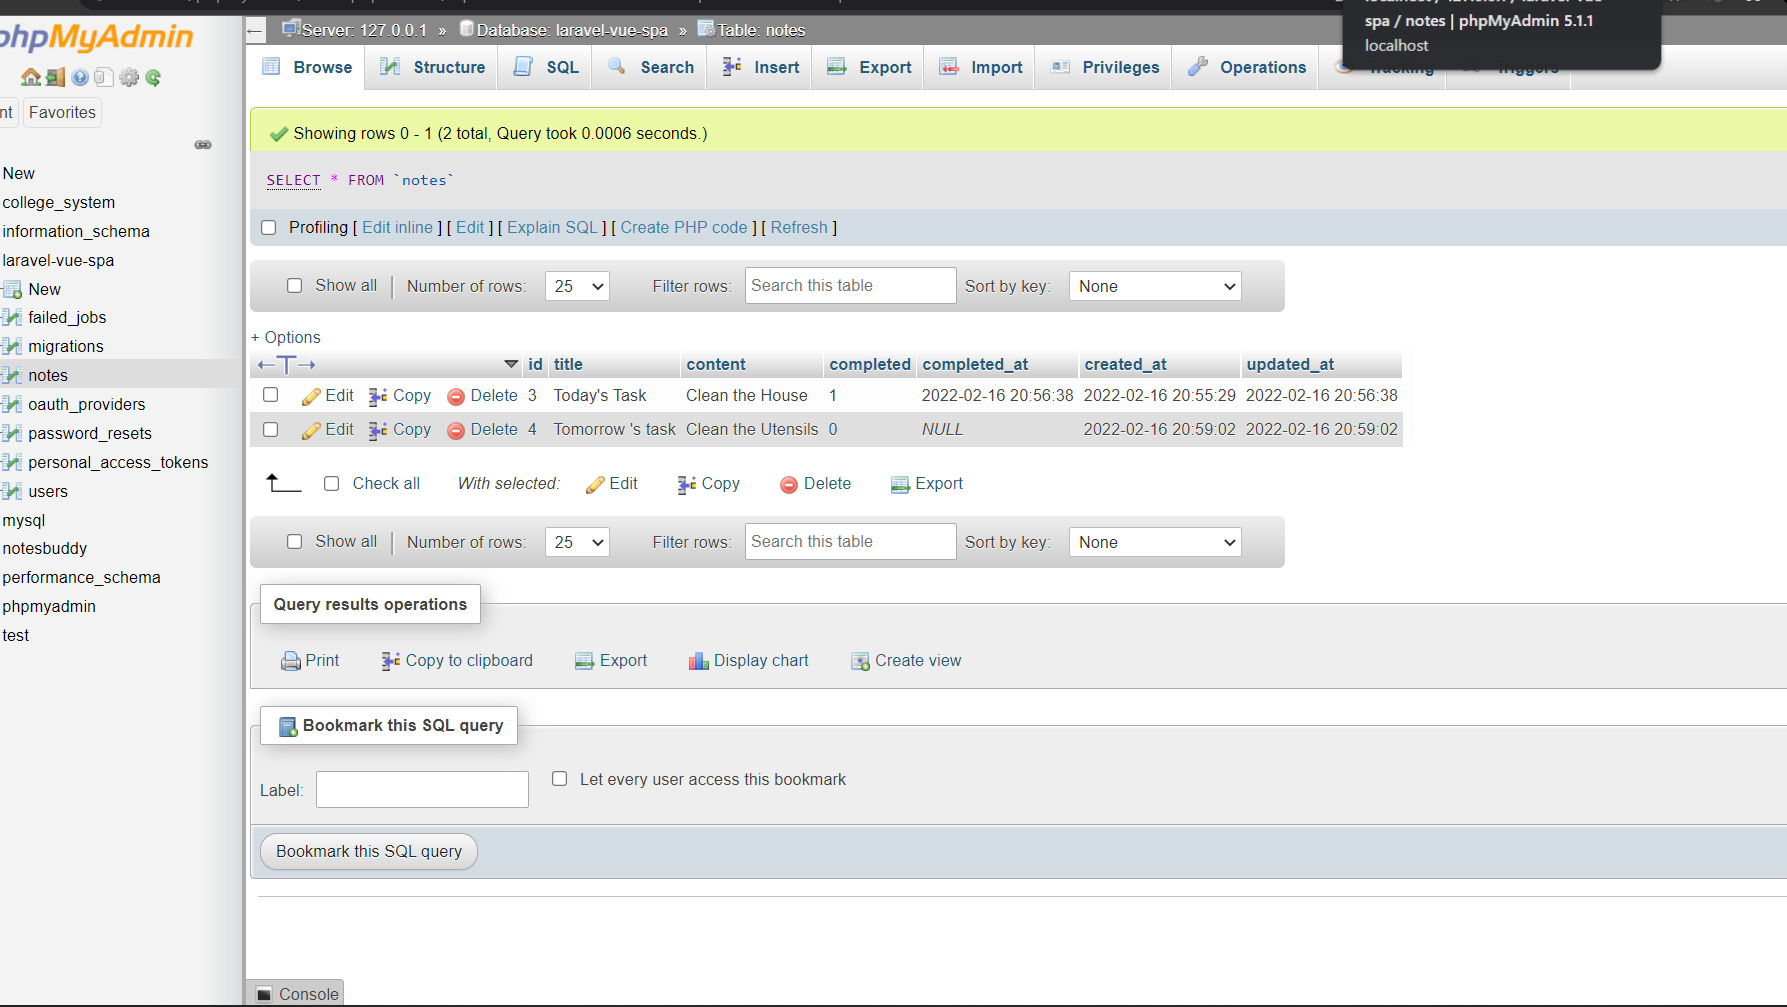 phpMyAdmin
nt Favorites
New
college_system
information_schema
laravel-vue-spa
New
failed_jobs
migrations
notes
oauth_providers
password_resets
personal_access_tokens
users
mysql
notesbuddy
performance_schema
phpmyadmin
test
← Server: 127.0.0.1 » Database: laravel-vue-spa » Table: notes
spa / notes | phpMyAdmin 5.1.1
localhost
Browse Structure SQL Search Insert Export Import Privileges Operations Tracking Triggers
Showing rows 0 - 1 (2 total, Query took 0.0006 seconds.)
SELECT * FROM `notes`
Profiling [ Edit inline ] [ Edit ] [ Explain SQL ] [ Create PHP code ] [ Refresh ]
Show all | Number of rows: 25 Filter rows: Search this table Sort by key: None
+ Options
←T→ id title content completed completed_at created_at updated_at
Edit Copy Delete 3 Today's Task Clean the House 1 2022-02-16 20:56:38 2022-02-16 20:55:29 2022-02-16 20:56:38
Edit Copy Delete 4 Tomorrow 's task Clean the Utensils 0 NULL 2022-02-16 20:59:02 2022-02-16 20:59:02
Check all With selected: Edit Copy Delete Export
Show all | Number of rows: 25 Filter rows: Search this table Sort by key: None
Query results operations
Print Copy to clipboard Export Display chart Create view
Bookmark this SQL query
Label: Let every user access this bookmark
Bookmark this SQL query
Console